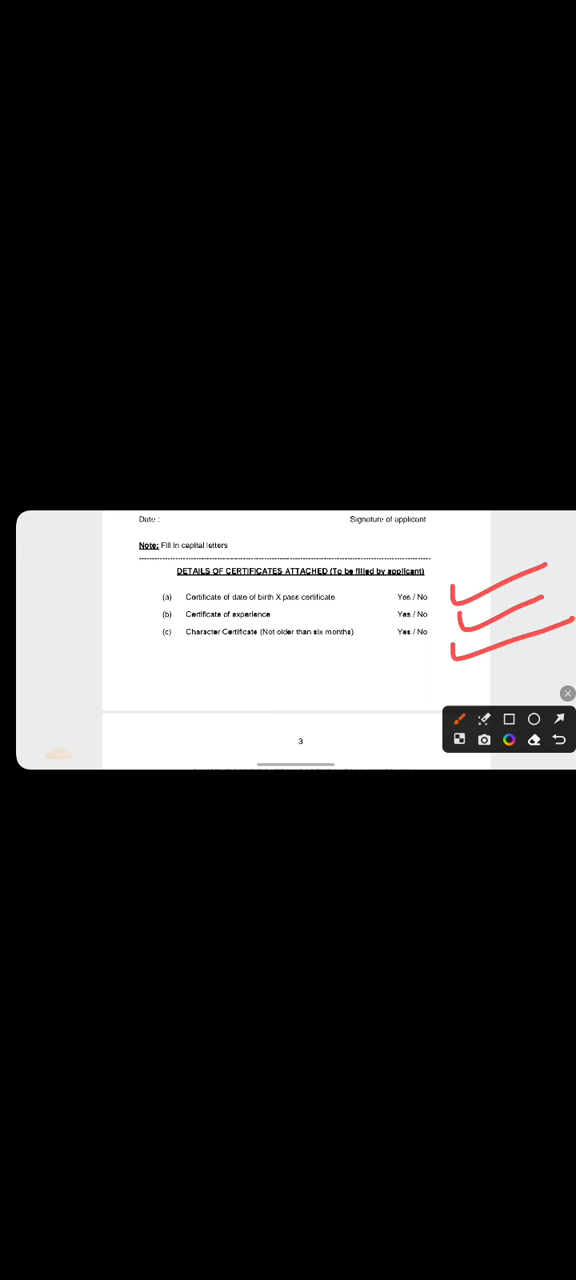 Date :
Signature of applicant
Note: Fill in capital letters
DETAILS OF CERTIFICATES ATTACHED (To be filled by applicant)
(a) Certificate of date of birth X pass certificate Yes / No
(b) Certificate of experience Yes / No
(c) Character Certificate (Not older than six months) Yes / No
3